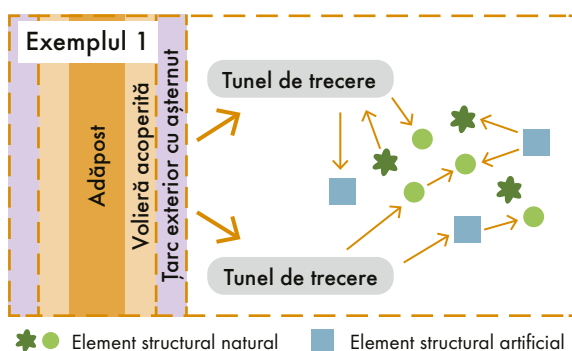 Exemplul 1
Adăpost
Volieră acoperită
Țarc exterior cu așternut
Tunel de trecere
Tunel de trecere
Element structural natural
Element structural artificial